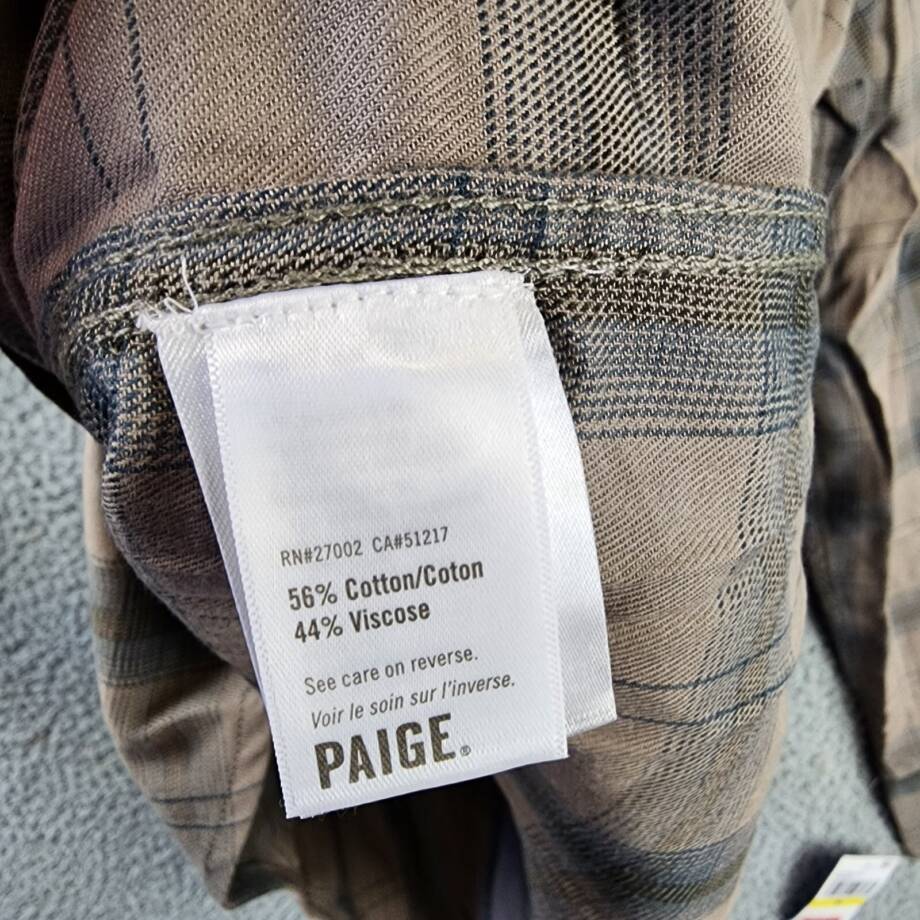 RN#27002 CA#51217
56% Cotton/Coton
44% Viscose
See care on reverse.
Voir le soin sur l'inverse.
PAIGE®